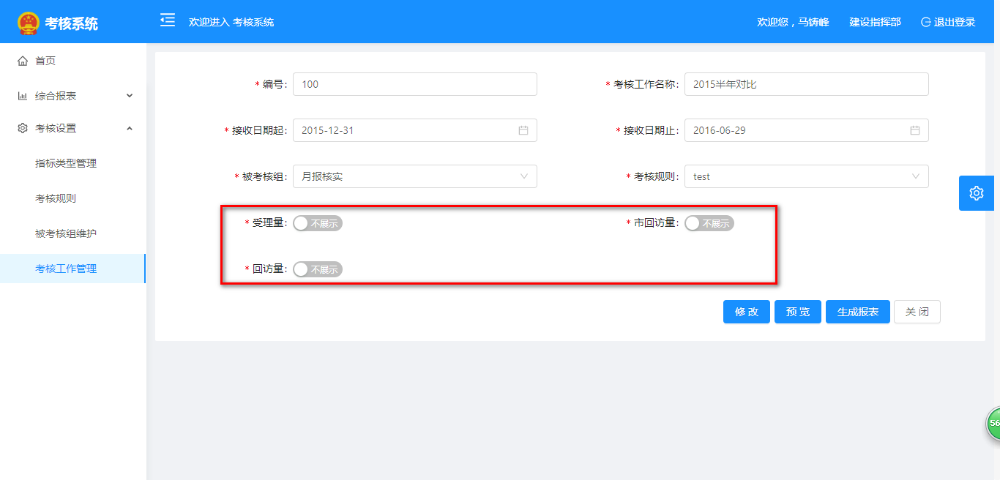 考核系统
欢迎进入 考核系统
欢迎您，马铸峰
建设指挥部
退出登录
首页
综合报表
考核设置
指标类型管理
考核规则
被考核组维护
考核工作管理
* 编号: 100
* 考核工作名称: 2015半年对比
* 接收日期起: 2015-12-31
* 接收日期止: 2016-06-29
* 被考核组: 月报核实
* 考核规则: test
* 受理量: 不展示
* 市回访量: 不展示
* 回访量: 不展示
修 改
预 览
生成报表
关 闭
56